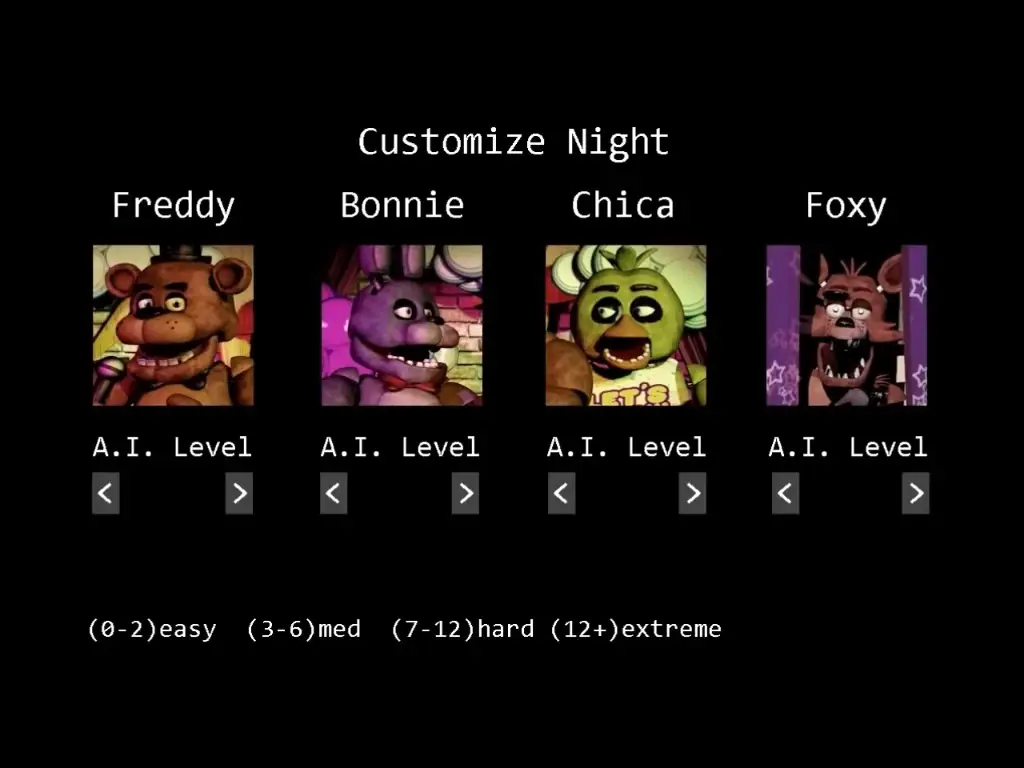 Customize Night
Freddy Bonnie Chica Foxy
LET'S
A.I. Level A.I. Level A.I. Level A.I. Level
< > < > < > < >
(0-2)easy (3-6)med (7-12)hard (12+)extreme